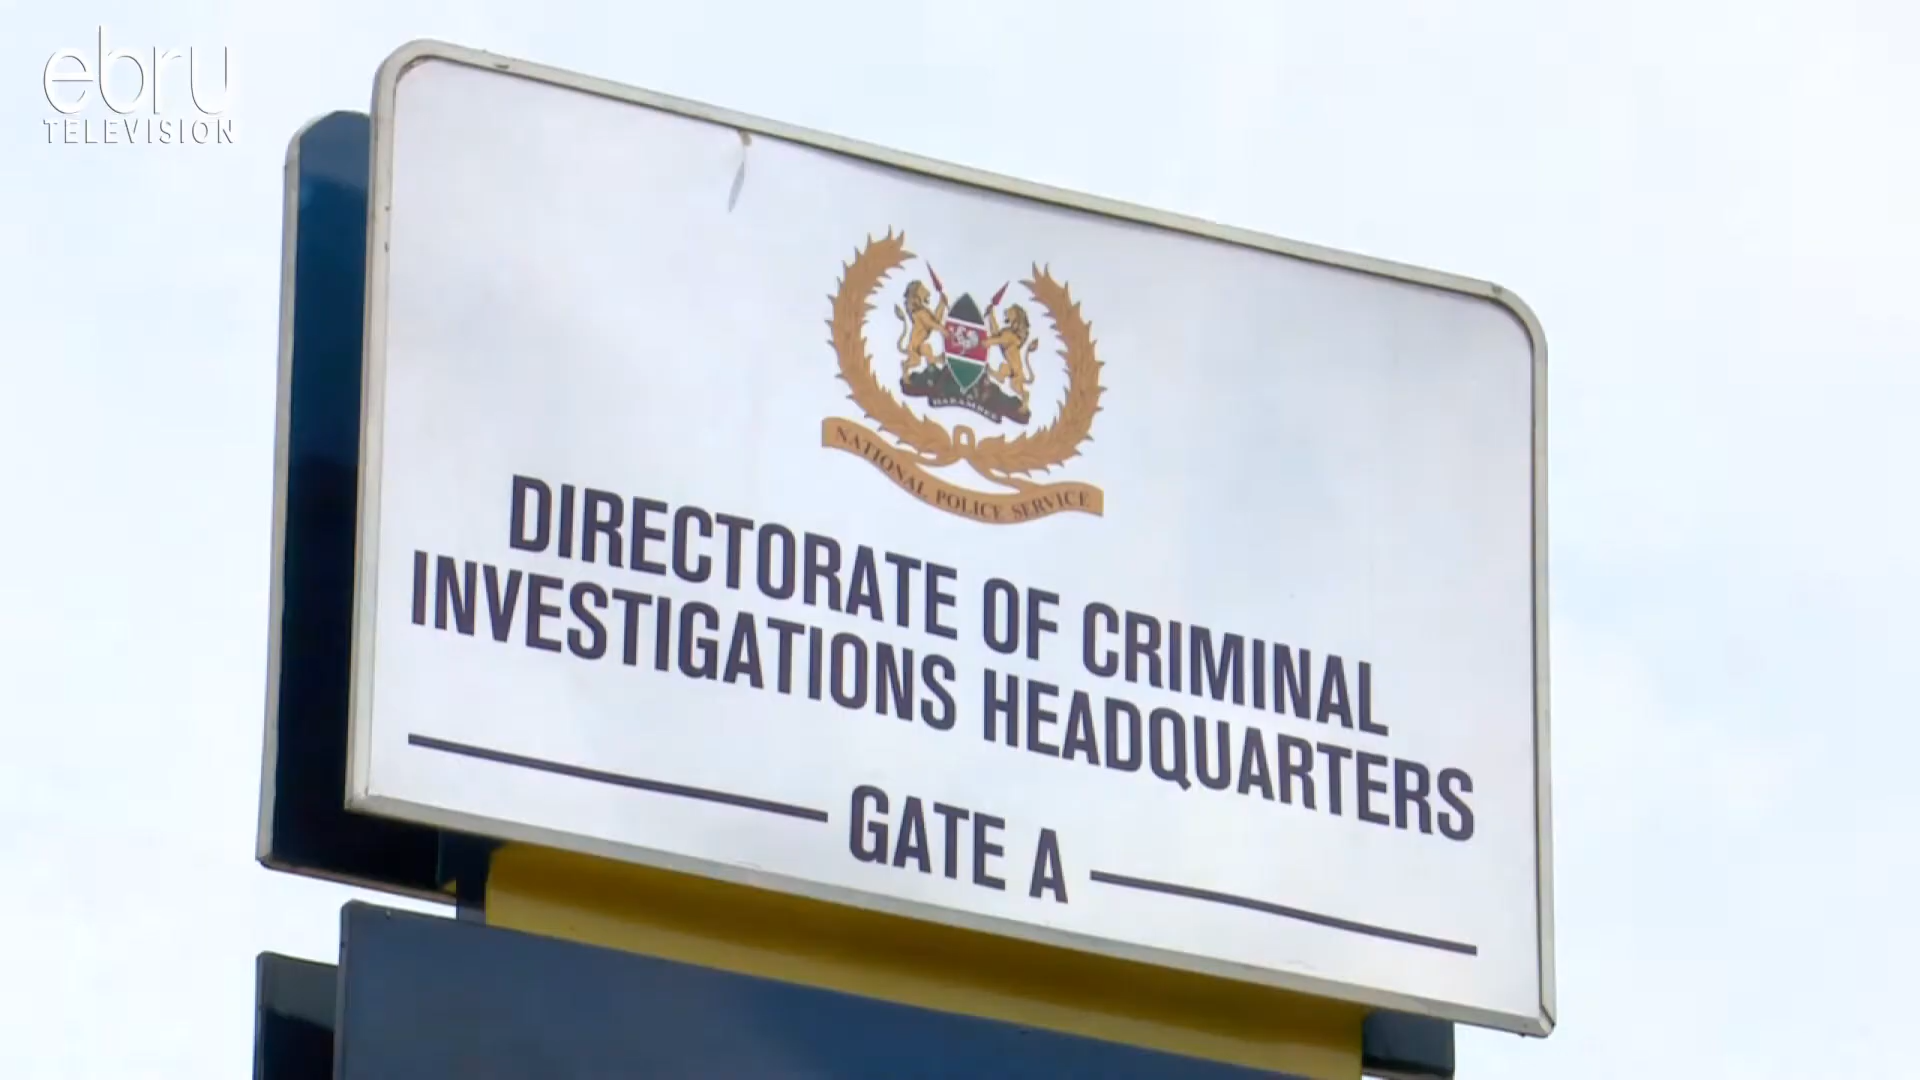 ebru
TELEVISION
HARAMBEE
NATIONAL POLICE SERVICE
DIRECTORATE OF CRIMINAL
INVESTIGATIONS HEADQUARTERS
GATE A